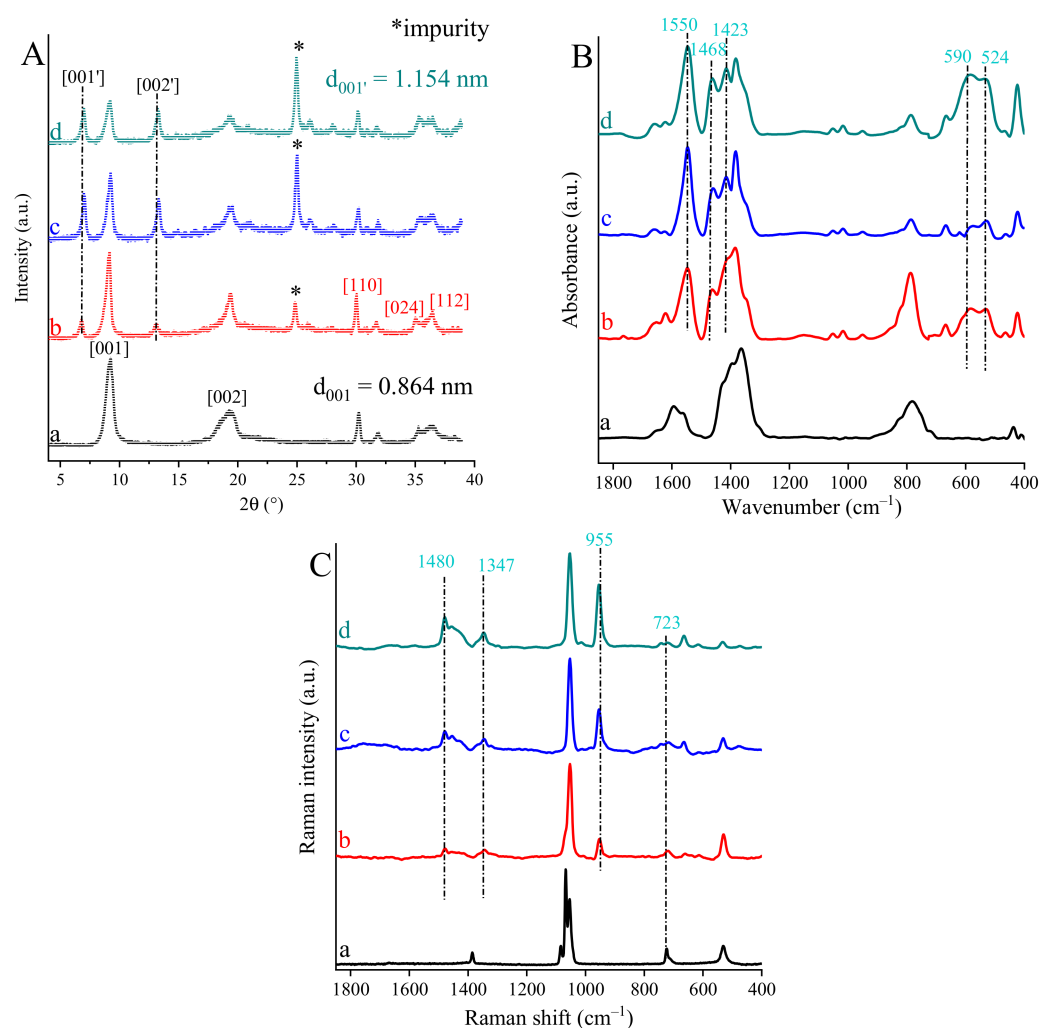 A
*impurity
[001']
[002']
*
d001' = 1.154 nm
d
*
c
*
[110]
[024]
[112]
b
[001]
[002]
d001 = 0.864 nm
a
Intensity (a.u.)
5 10 15 20 25 30 35 40
2θ (°)
B
1550
1468
1423
590
524
d
c
b
a
Absorbance (a.u.)
1800 1600 1400 1200 1000 800 600 400
Wavenumber (cm⁻¹)
C
1480
1347
955
723
d
c
b
a
Raman intensity (a.u.)
1800 1600 1400 1200 1000 800 600 400
Raman shift (cm⁻¹)